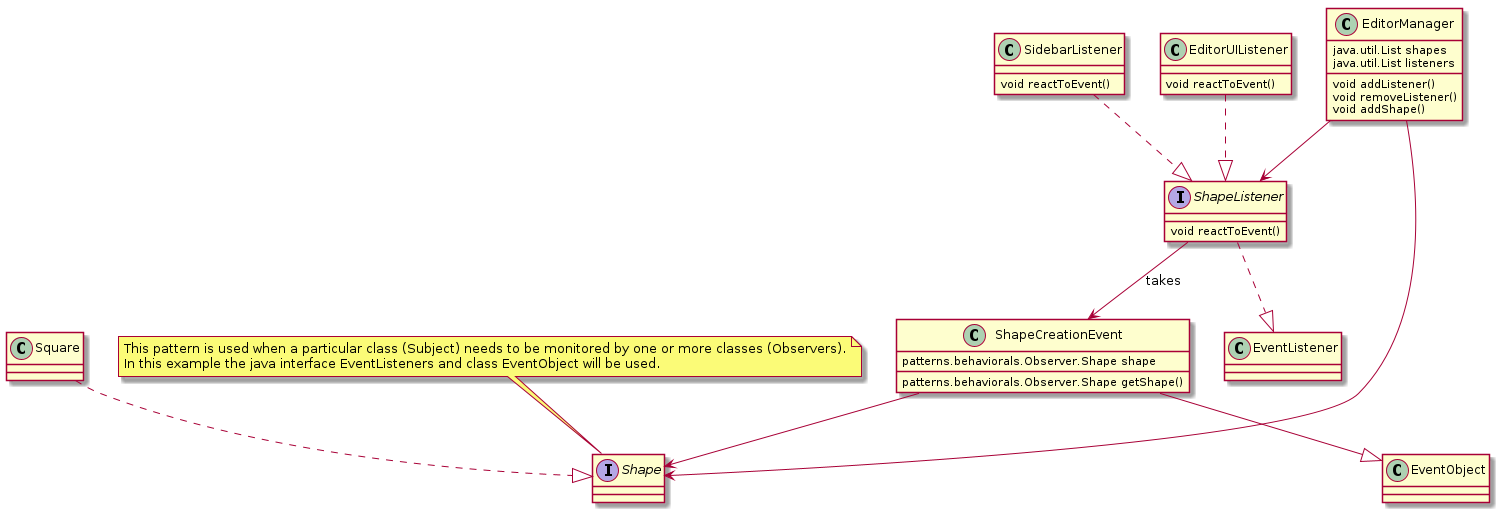 C EditorManager
java.util.List shapes
java.util.List listeners
void addListener()
void removeListener()
void addShape()
C SidebarListener
void reactToEvent()
C EditorUIListener
void reactToEvent()
I ShapeListener
void reactToEvent()
takes
C ShapeCreationEvent
patterns.behaviorals.Observer.Shape shape
patterns.behaviorals.Observer.Shape getShape()
C EventListener
C Square
This pattern is used when a particular class (Subject) needs to be monitored by one or more classes (Observers).
In this example the java interface EventListeners and class EventObject will be used.
I Shape
C EventObject